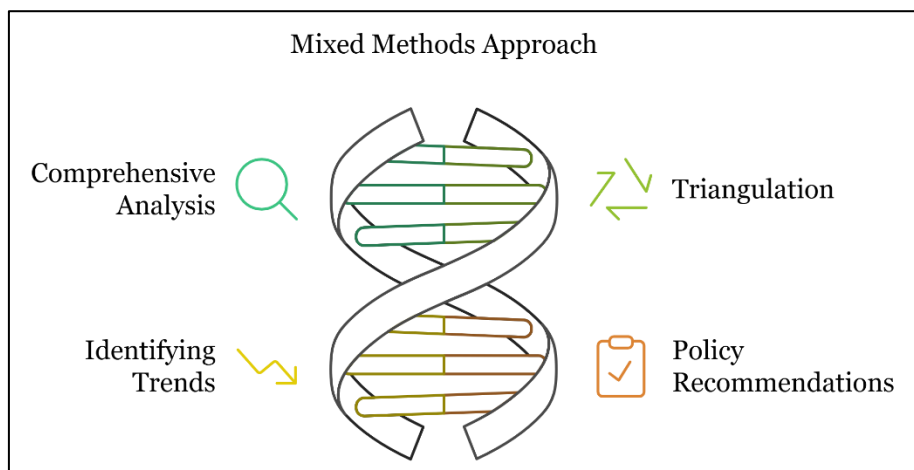 Mixed Methods Approach
Comprehensive
Analysis
Triangulation
Identifying
Trends
Policy
Recommendations